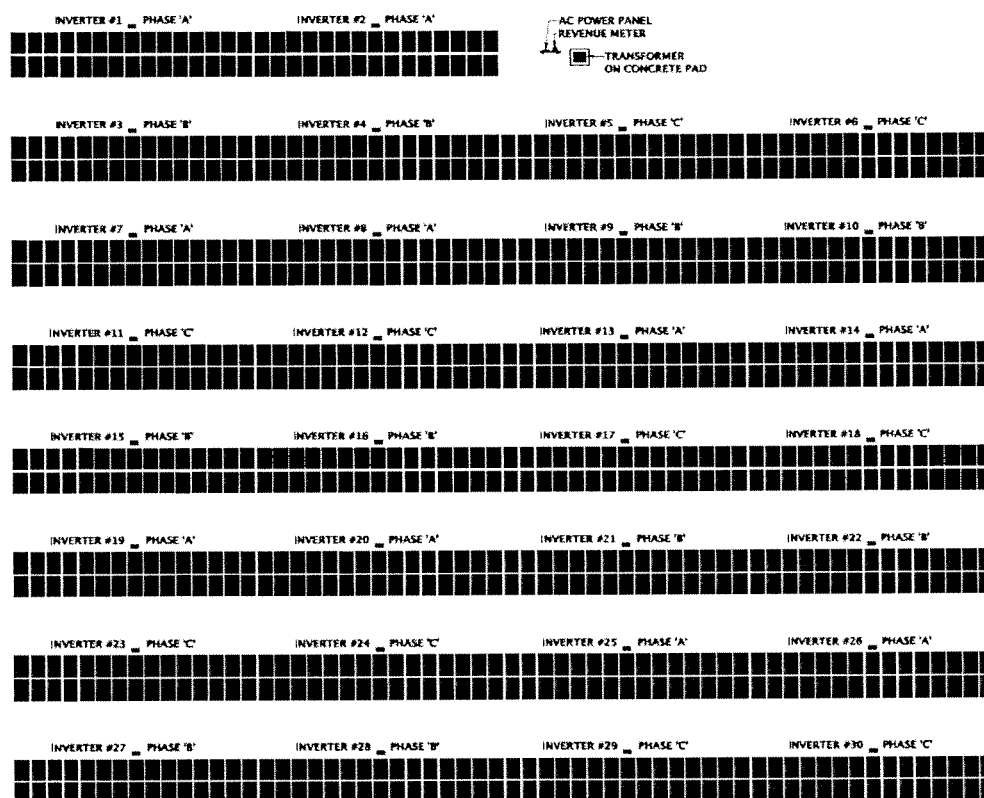 INVERTER #1 PHASE 'A' INVERTER #2 PHASE 'A'
AC POWER PANEL
REVENUE METER
TRANSFORMER
ON CONCRETE PAD
INVERTER #3 PHASE 'B' INVERTER #4 PHASE 'B' INVERTER #5 PHASE 'C' INVERTER #6 PHASE 'C'
INVERTER #7 PHASE 'A' INVERTER #8 PHASE 'A' INVERTER #9 PHASE 'B' INVERTER #10 PHASE 'B'
INVERTER #11 PHASE 'C' INVERTER #12 PHASE 'C' INVERTER #13 PHASE 'A' INVERTER #14 PHASE 'A'
INVERTER #15 PHASE 'B' INVERTER #16 PHASE 'B' INVERTER #17 PHASE 'C' INVERTER #18 PHASE 'C'
INVERTER #19 PHASE 'A' INVERTER #20 PHASE 'A' INVERTER #21 PHASE 'B' INVERTER #22 PHASE 'B'
INVERTER #23 PHASE 'C' INVERTER #24 PHASE 'C' INVERTER #25 PHASE 'A' INVERTER #26 PHASE 'A'
INVERTER #27 PHASE 'B' INVERTER #28 PHASE 'B' INVERTER #29 PHASE 'C' INVERTER #30 PHASE 'C'